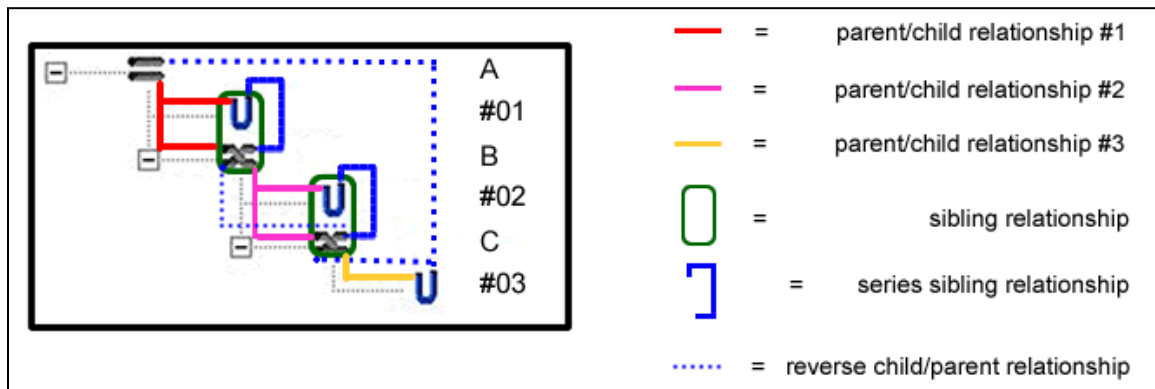 A
#01
B
#02
C
#03
= parent/child relationship #1
= parent/child relationship #2
= parent/child relationship #3
= sibling relationship
= series sibling relationship
= reverse child/parent relationship